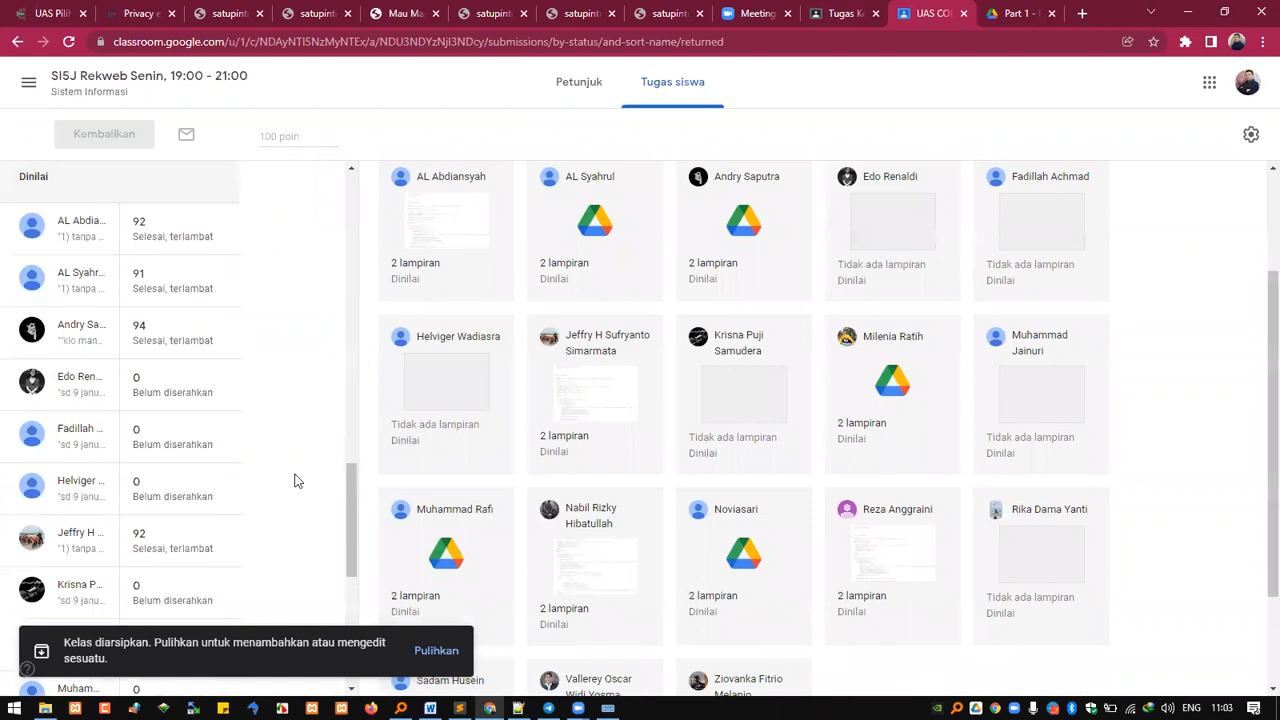 UAS Pilih
Privacy e
satupint
satupint
Mau Ma
satupint
satupint
satupint
Meeting
Tugas Ke
UAS CO
Part 1 - 
classroom.google.com/u/1/c/NDAyNTI5NzMyNTEx/a/NDU3NDYzNjI3NDcy/submissions/by-status/and-sort-name/returned
SI5J Rekweb Senin, 19:00 - 21:00
Sistem Informasi
Petunjuk
Tugas siswa
Kembalikan
100 poin
Dinilai
AL Abdia...
92
"1) tanpa ...
Selesai, terlambat
AL Syahr...
91
"1) tanpa ...
Selesai, terlambat
Andry Sa...
94
""klo man...
Selesai, terlambat
Edo Ren...
0
"sd 9 janu...
Belum diserahkan
Fadillah ...
0
"sd 9 janu...
Belum diserahkan
Helviger ...
0
"sd 9 janu...
Belum diserahkan
Jeffry H ...
92
"1) tanpa ...
Selesai, terlambat
Krisna P...
0
"sd 9 janu...
Belum diserahkan
Muham...
0
AL Abdiansyah
2 lampiran
Dinilai
AL Syahrul
2 lampiran
Dinilai
Andry Saputra
2 lampiran
Dinilai
Edo Renaldi
Tidak ada lampiran
Dinilai
Fadillah Achmad
Tidak ada lampiran
Dinilai
Helviger Wadiasra
Tidak ada lampiran
Dinilai
Jeffry H Sufryanto
Simarmata
2 lampiran
Dinilai
Krisna Puji
Samudera
Tidak ada lampiran
Dinilai
Milenia Ratih
2 lampiran
Dinilai
Muhammad
Jainuri
Tidak ada lampiran
Dinilai
Muhammad Rafi
2 lampiran
Dinilai
Nabil Rizky
Hibatullah
2 lampiran
Dinilai
Noviasari
2 lampiran
Dinilai
Reza Anggraini
2 lampiran
Dinilai
Rika Dama Yanti
Tidak ada lampiran
Dinilai
Sadam Husein
Vallerey Oscar
Widi Yosma
Ziovanka Fitrio
Melanio
Kelas diarsipkan. Pulihkan untuk menambahkan atau mengedit
sesuatu.
Pulihkan
ENG
11:03